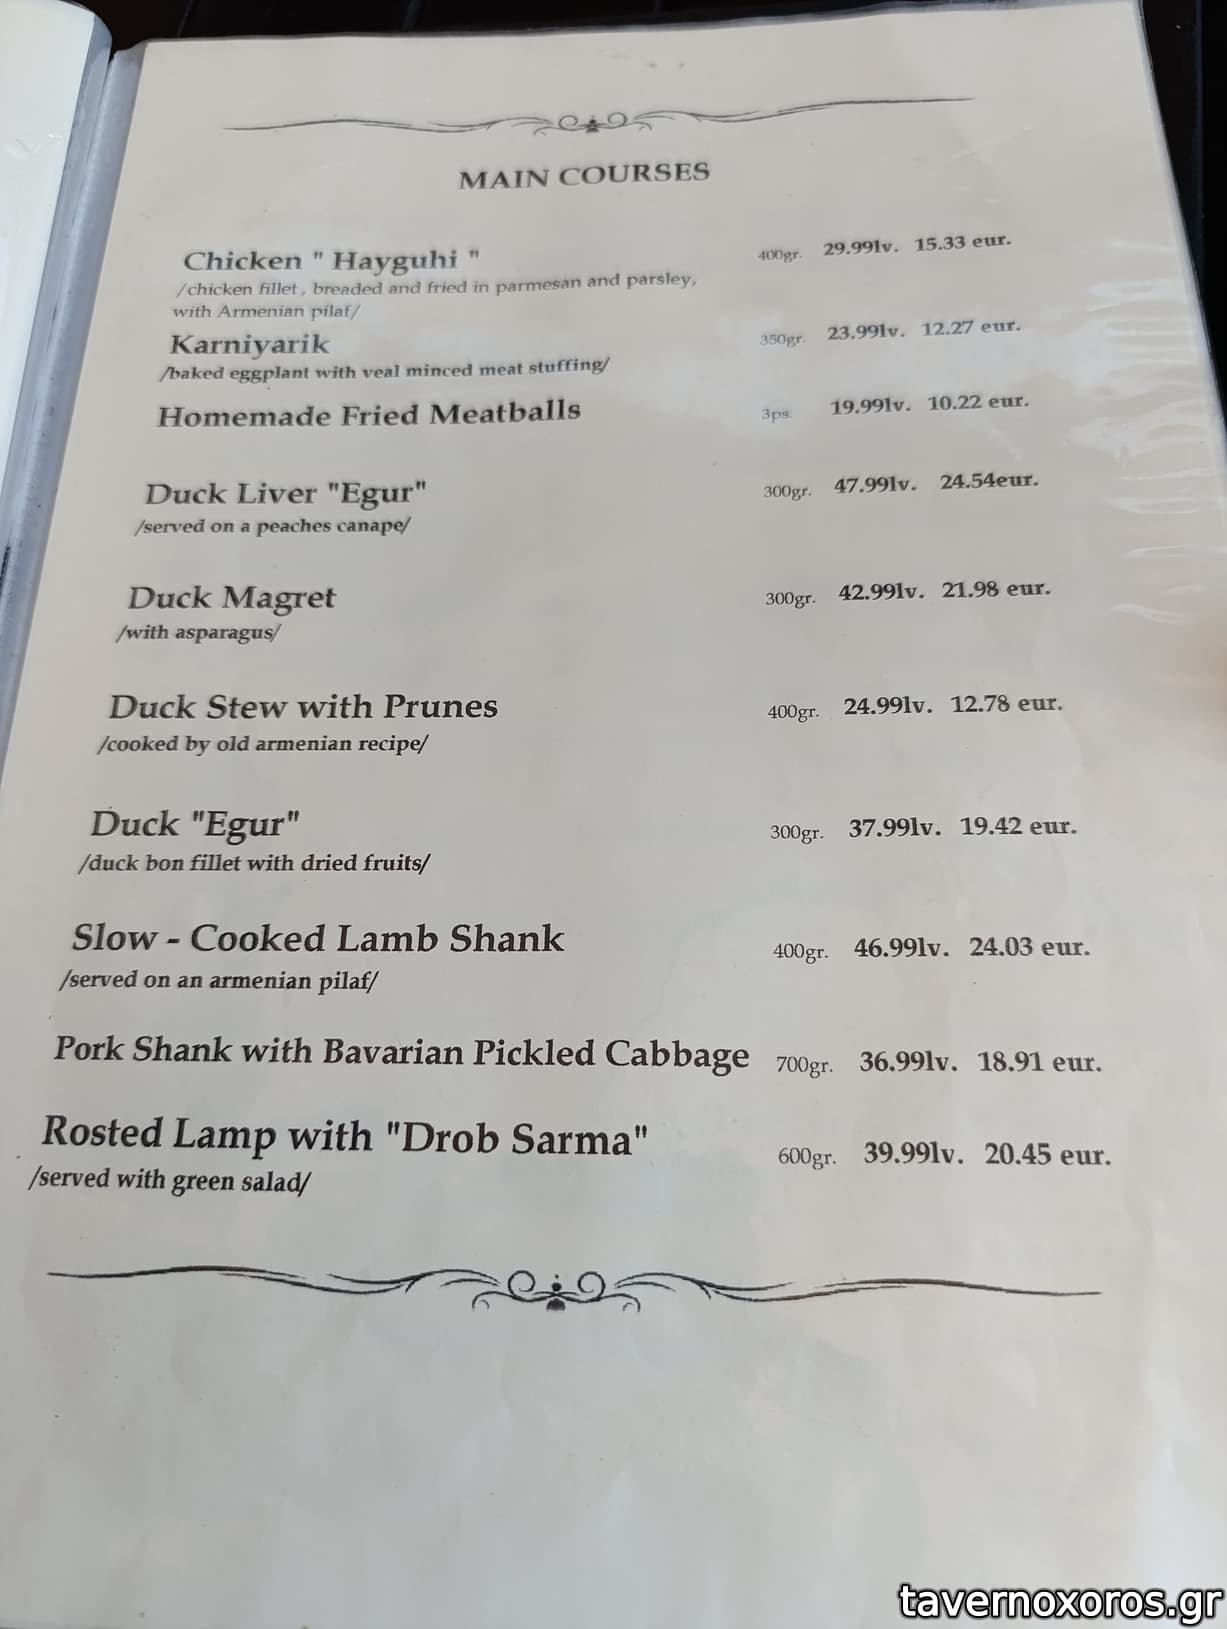 MAIN COURSES
Chicken " Hayguhi " 400gr. 29.99lv. 15.33 eur.
/chicken fillet , breaded and fried in parmesan and parsley,
with Armenian pilaf/
Karniyarik 350gr. 23.99lv. 12.27 eur.
/baked eggplant with veal minced meat stuffing/
Homemade Fried Meatballs 3ps. 19.99lv. 10.22 eur.
Duck Liver "Egur" 300gr. 47.99lv. 24.54eur.
/served on a peaches canape/
Duck Magret 300gr. 42.99lv. 21.98 eur.
/with asparagus/
Duck Stew with Prunes 400gr. 24.99lv. 12.78 eur.
/cooked by old armenian recipe/
Duck "Egur" 300gr. 37.99lv. 19.42 eur.
/duck bon fillet with dried fruits/
Slow - Cooked Lamb Shank 400gr. 46.99lv. 24.03 eur.
/served on an armenian pilaf/
Pork Shank with Bavarian Pickled Cabbage 700gr. 36.99lv. 18.91 eur.
Rosted Lamp with "Drob Sarma" 600gr. 39.99lv. 20.45 eur.
/served with green salad/
tavernoxoros.gr